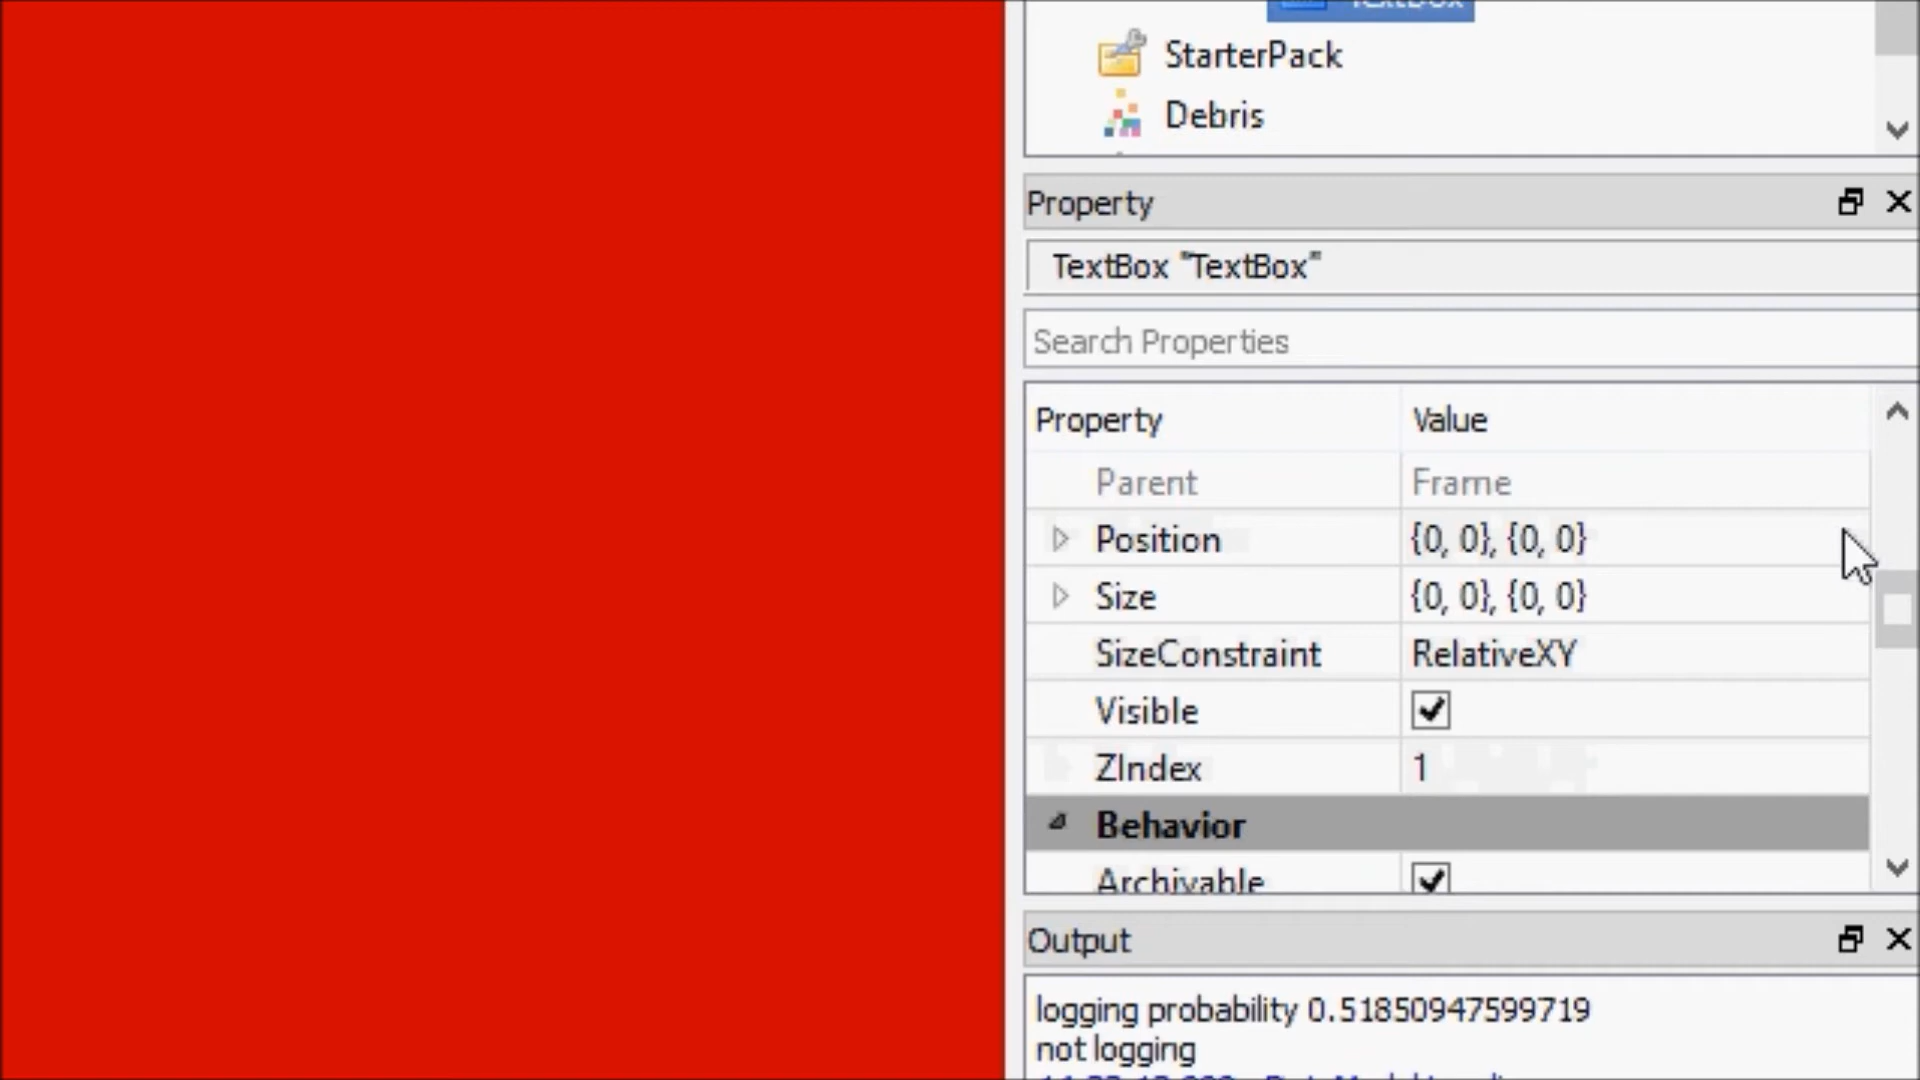 TextBox
StarterPack
Debris
Property
TextBox "TextBox"
Search Properties
Property Value
Parent Frame
Position {0, 0}, {0, 0}
Size {0, 0}, {0, 0}
SizeConstraint RelativeXY
Visible
ZIndex 1
Behavior
Archivable
Output
logging probability 0.51850947599719
not logging